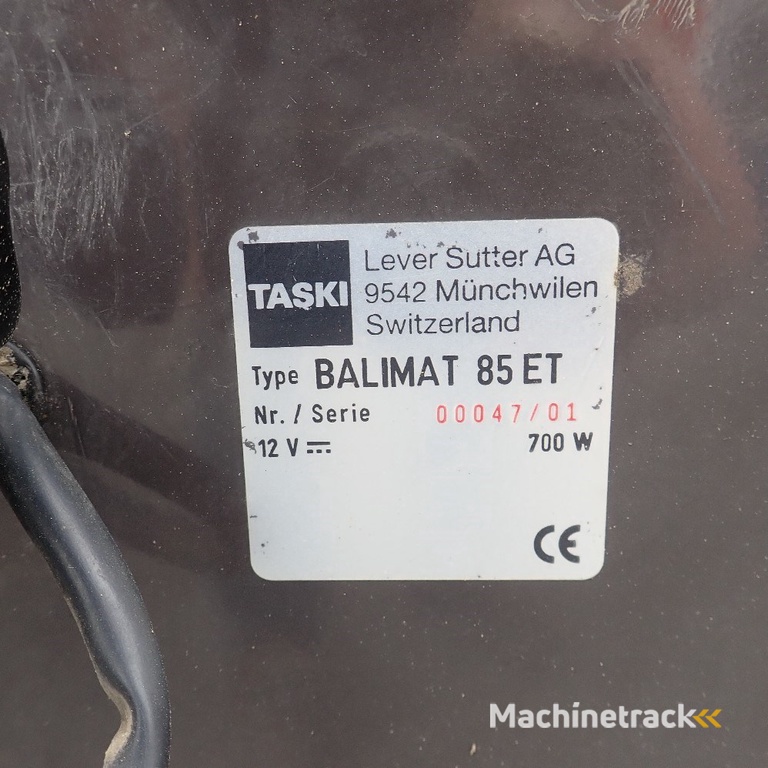 TASKI
Lever Sutter AG
9542 Münchwilen
Switzerland
Type BALIMAT 85 ET
Nr. / Serie 00047/01
12 V ⎓ 700 W
CE
Machinetrack